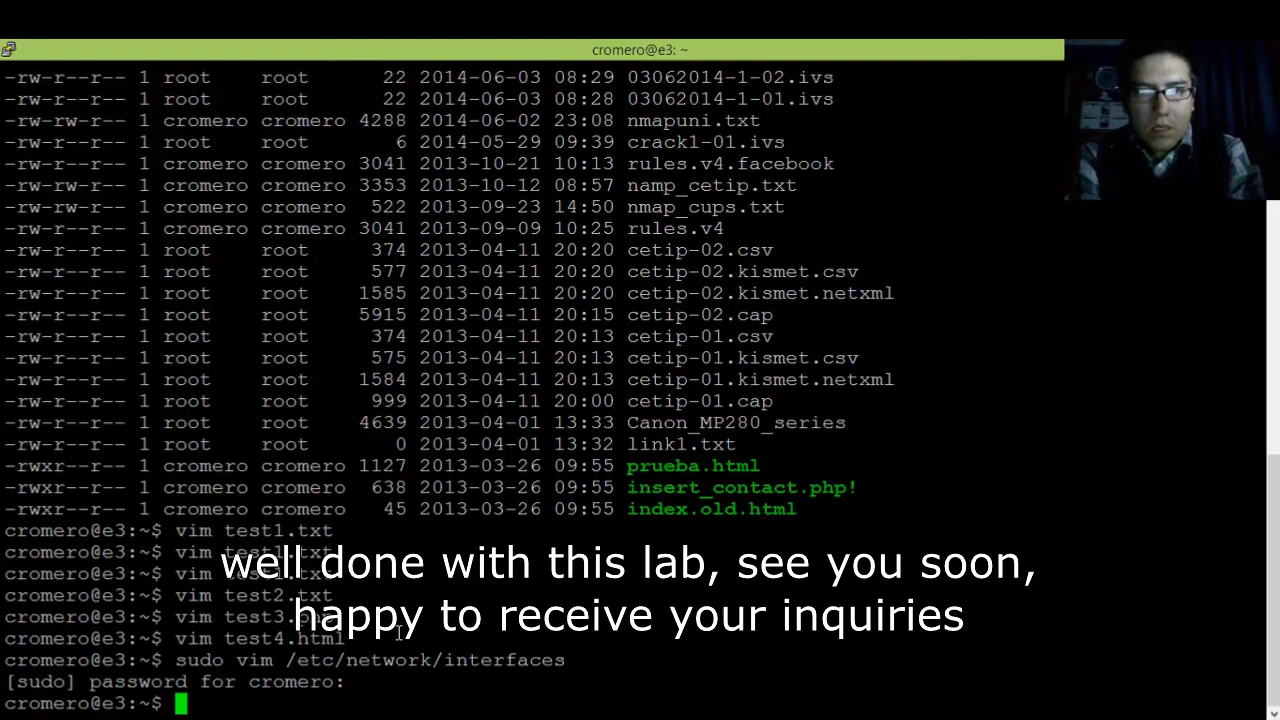 cromero@e3: ~
-rw-r--r-- 1 root    root      22 2014-06-03 08:29 03062014-1-02.ivs
-rw-r--r-- 1 root    root      22 2014-06-03 08:28 03062014-1-01.ivs
-rw-rw-r-- 1 cromero cromero 4288 2014-06-02 23:08 nmapuni.txt
-rw-r--r-- 1 root    root       6 2014-05-29 09:39 crack1-01.ivs
-rw-r--r-- 1 cromero cromero 3041 2013-10-21 10:13 rules.v4.facebook
-rw-rw-r-- 1 cromero cromero 3353 2013-10-12 08:57 namp_cetip.txt
-rw-rw-r-- 1 cromero cromero  522 2013-09-23 14:50 nmap_cups.txt
-rw-r--r-- 1 cromero cromero 3041 2013-09-09 10:25 rules.v4
-rw-r--r-- 1 root    root     374 2013-04-11 20:20 cetip-02.csv
-rw-r--r-- 1 root    root     577 2013-04-11 20:20 cetip-02.kismet.csv
-rw-r--r-- 1 root    root    1585 2013-04-11 20:20 cetip-02.kismet.netxml
-rw-r--r-- 1 root    root    5915 2013-04-11 20:15 cetip-02.cap
-rw-r--r-- 1 root    root     374 2013-04-11 20:13 cetip-01.csv
-rw-r--r-- 1 root    root     575 2013-04-11 20:13 cetip-01.kismet.csv
-rw-r--r-- 1 root    root    1584 2013-04-11 20:13 cetip-01.kismet.netxml
-rw-r--r-- 1 root    root     999 2013-04-11 20:00 cetip-01.cap
-rw-r--r-- 1 root    root    4639 2013-04-01 13:33 Canon_MP280_series
-rw-r--r-- 1 root    root       0 2013-04-01 13:32 link1.txt
-rwxr--r-- 1 cromero cromero 1127 2013-03-26 09:55 prueba.html
-rwxr--r-- 1 cromero cromero  638 2013-03-26 09:55 insert_contact.php!
-rwxr--r-- 1 cromero cromero   45 2013-03-26 09:55 index.old.html
cromero@e3:~$ vim test1.txt
cromero@e3:~$ vim test1.txt
cromero@e3:~$ vim test1.txt
cromero@e3:~$ vim test2.txt
cromero@e3:~$ vim test3.php
cromero@e3:~$ vim test4.html
cromero@e3:~$ sudo vim /etc/network/interfaces
[sudo] password for cromero:
cromero@e3:~$
well done with this lab, see you soon,
happy to receive your inquiries